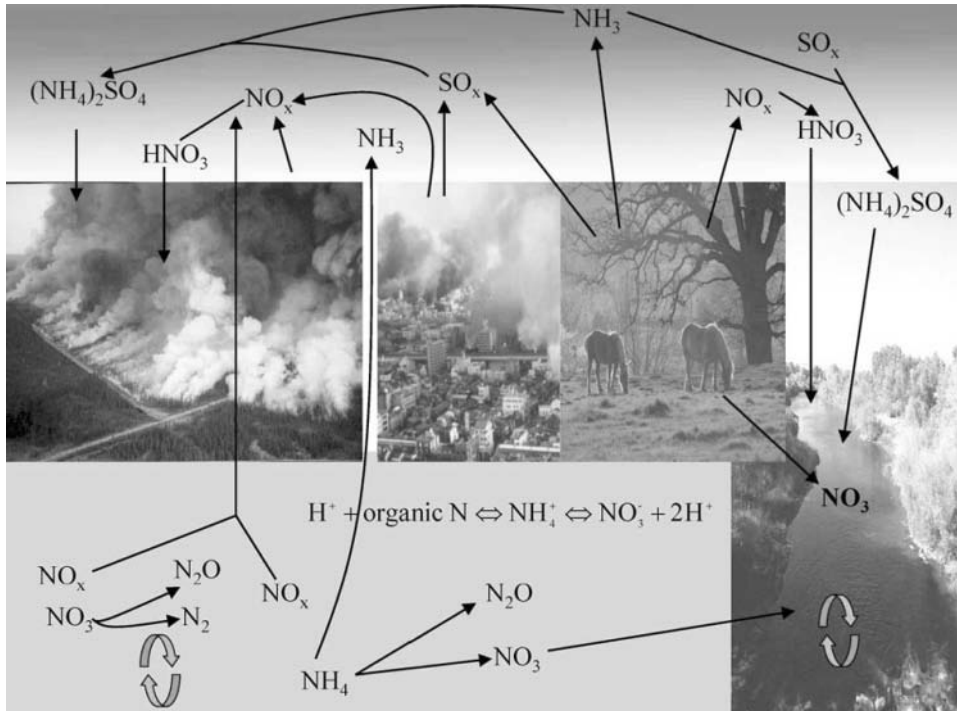 NH₃
SOₓ
(NH₄)₂SO₄
SOₓ
NOₓ
NOₓ
HNO₃
NH₃
HNO₃
(NH₄)₂SO₄
NO₃
H⁺ + organic N ⇔ NH₄⁺ ⇔ NO₃⁻ + 2H⁺
NOₓ
N₂O
NOₓ
N₂O
NO₃
N₂
NO₃
NH₄